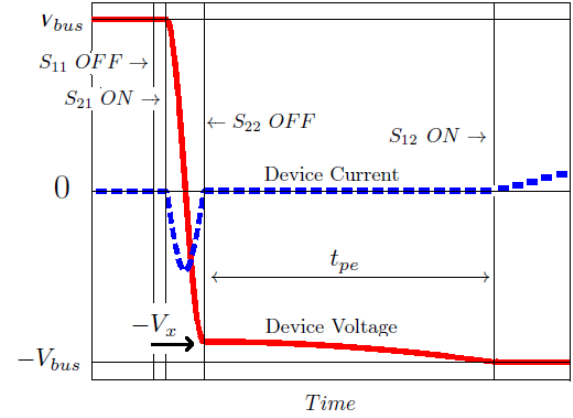 v_bus
S_11 OFF →
S_21 ON →
← S_22 OFF
S_12 ON →
Device Current
0
t_pe
−V_x
Device Voltage
−V_bus
Time